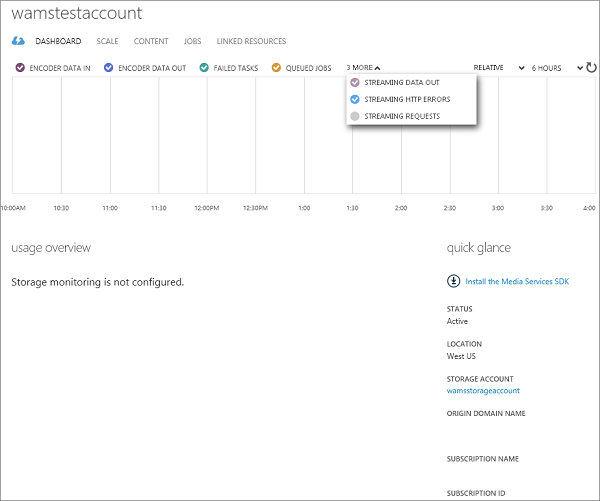 wamstestaccount
DASHBOARD SCALE CONTENT JOBS LINKED RESOURCES
ENCODER DATA IN ENCODER DATA OUT FAILED TASKS QUEUED JOBS 3 MORE RELATIVE 6 HOURS
STREAMING DATA OUT
STREAMING HTTP ERRORS
STREAMING REQUESTS
10:00AM 10:30 11:00 11:30 12:00PM 12:30PM 1:00 1:30 2:00 2:30 3:00 3:30 4:00
usage overview
Storage monitoring is not configured.
quick glance
Install the Media Services SDK
STATUS
Active
LOCATION
West US
STORAGE ACCOUNT
wamsstorageaccount
ORIGIN DOMAIN NAME
SUBSCRIPTION NAME
SUBSCRIPTION ID